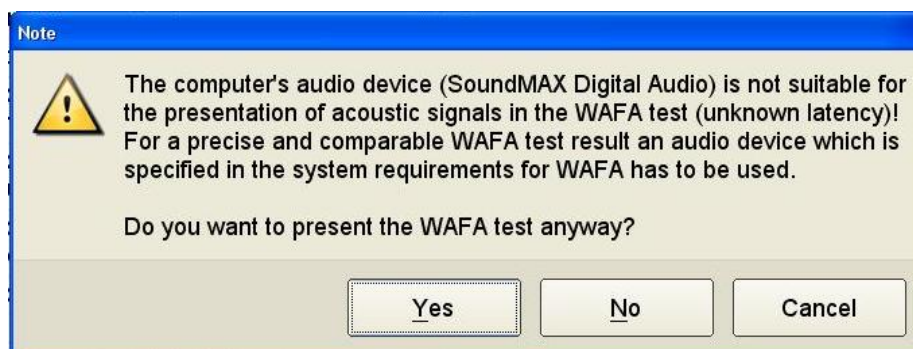 Note
The computer's audio device (SoundMAX Digital Audio) is not suitable for
the presentation of acoustic signals in the WAFA test (unknown latency)!
For a precise and comparable WAFA test result an audio device which is
specified in the system requirements for WAFA has to be used.
Do you want to present the WAFA test anyway?
Yes No Cancel